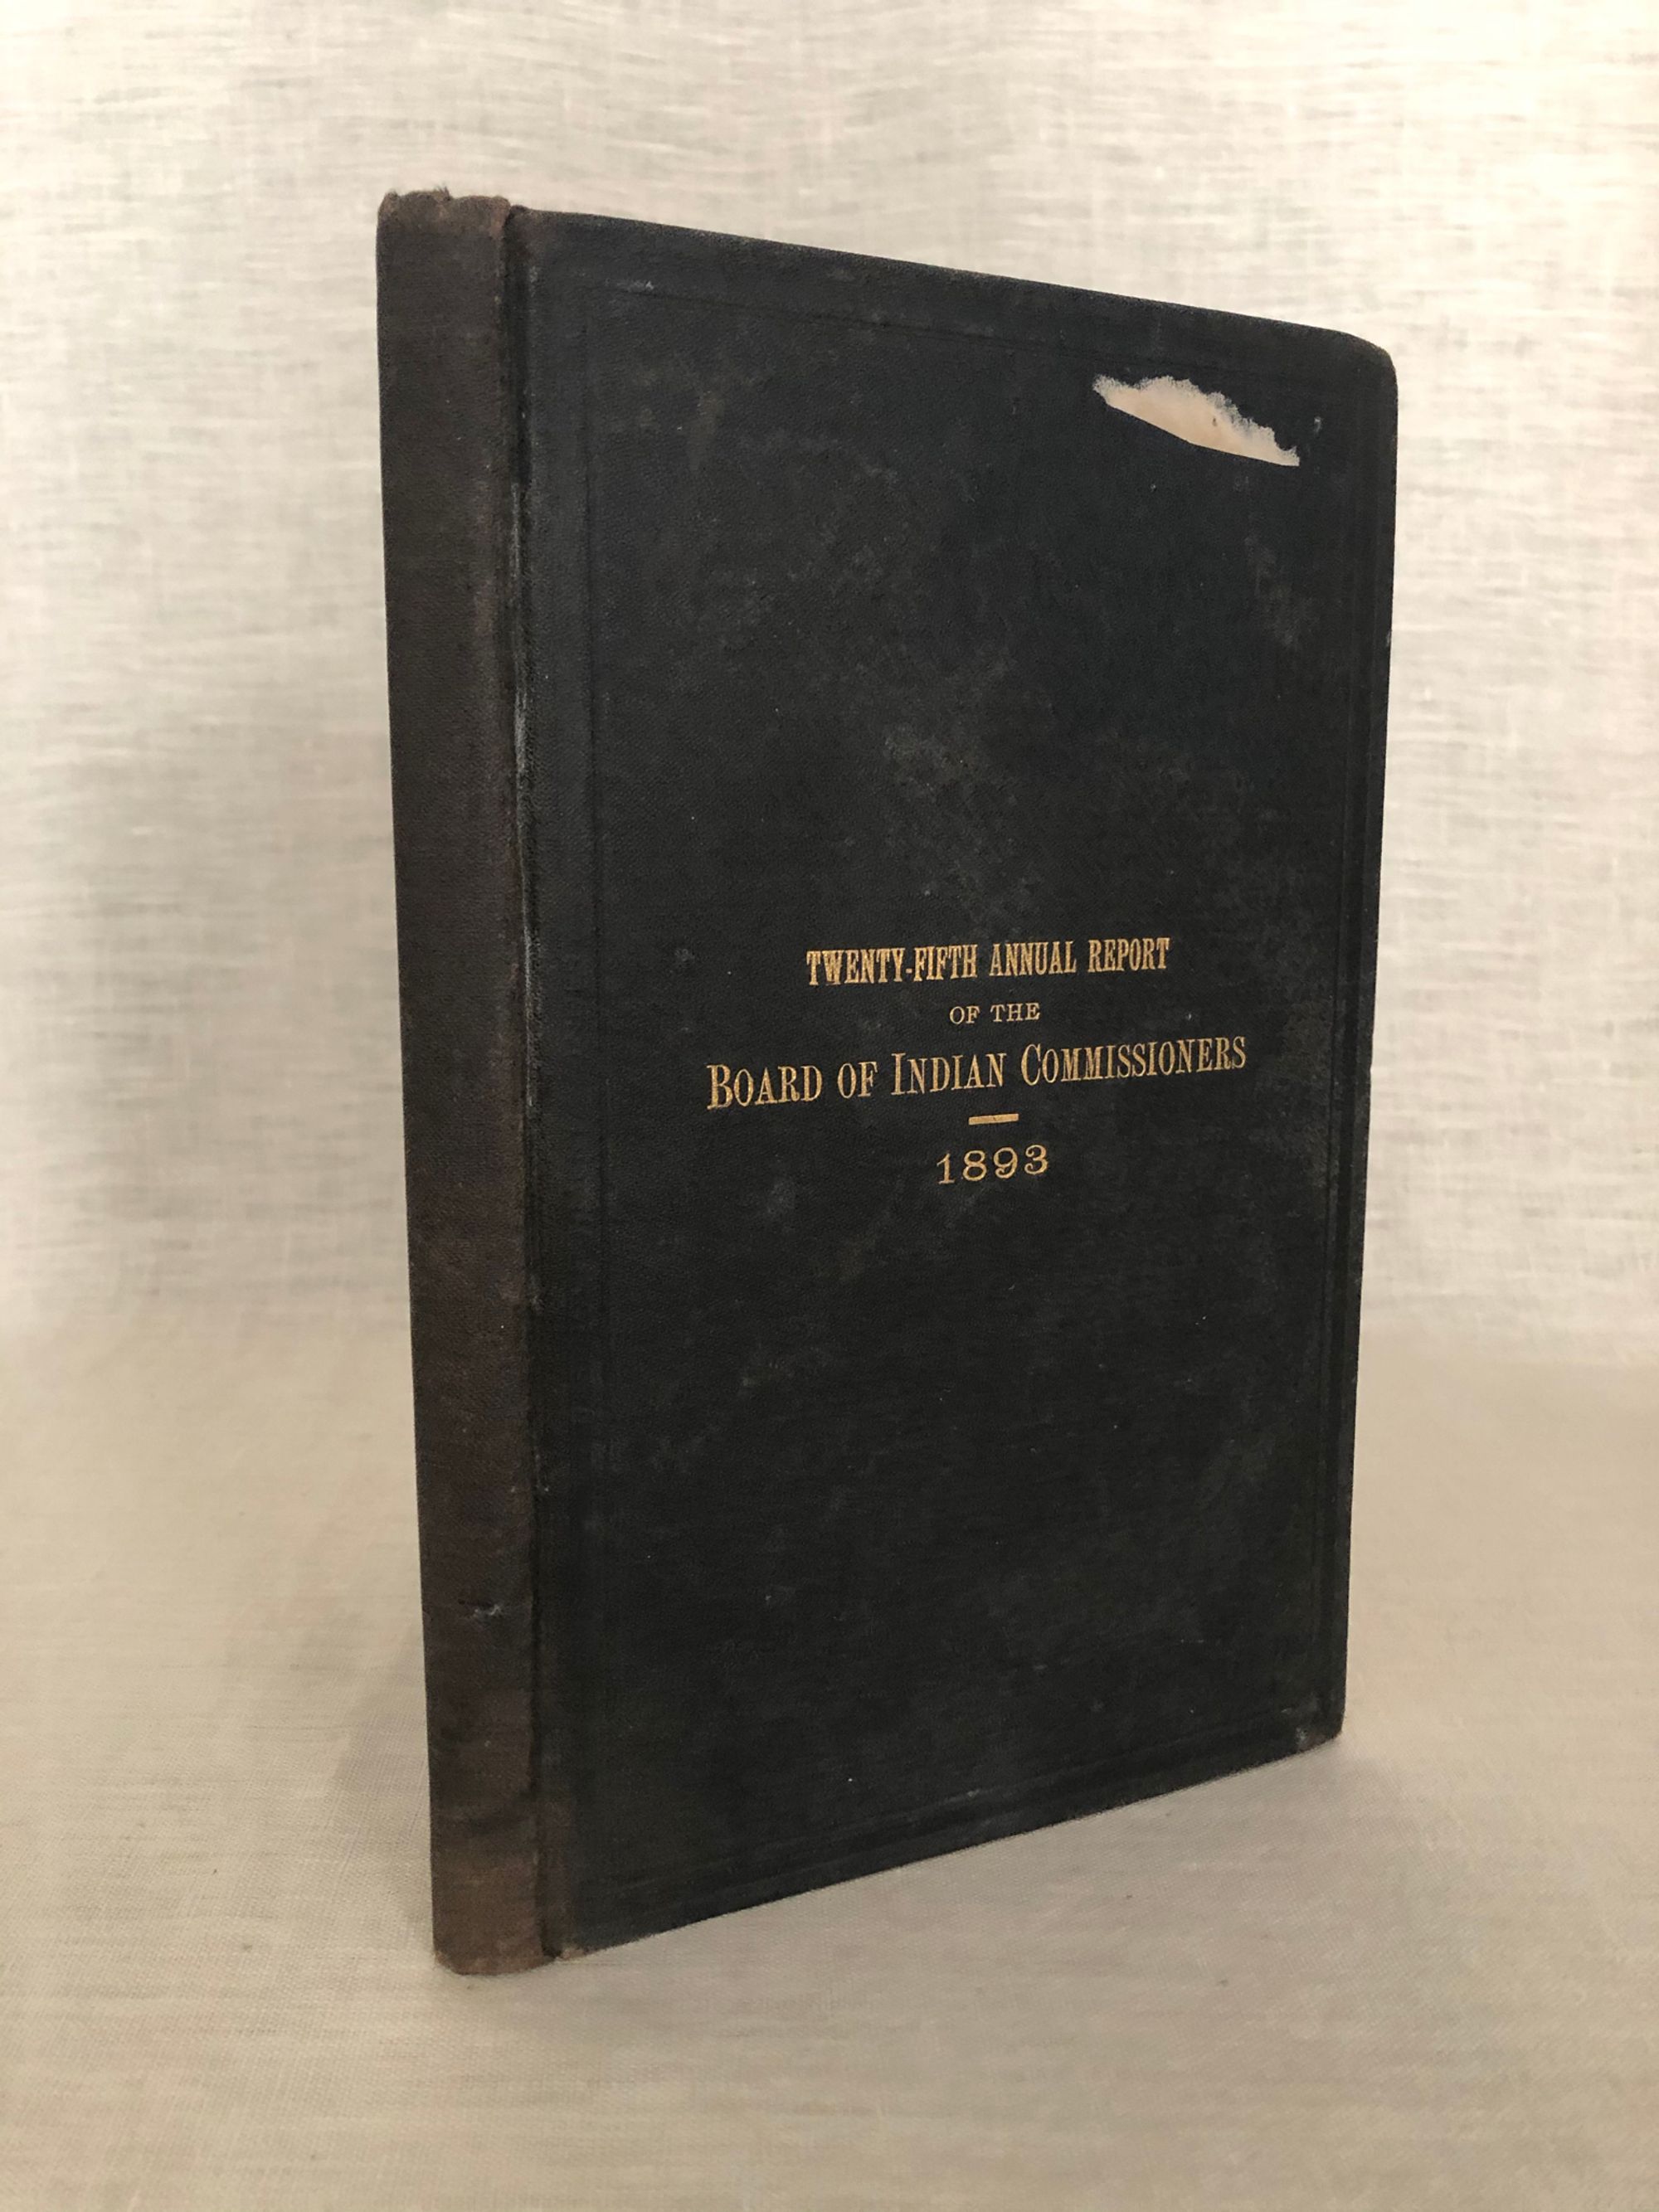 TWENTY-FIFTH ANNUAL REPORT
OF THE
BOARD OF INDIAN COMMISSIONERS
1893